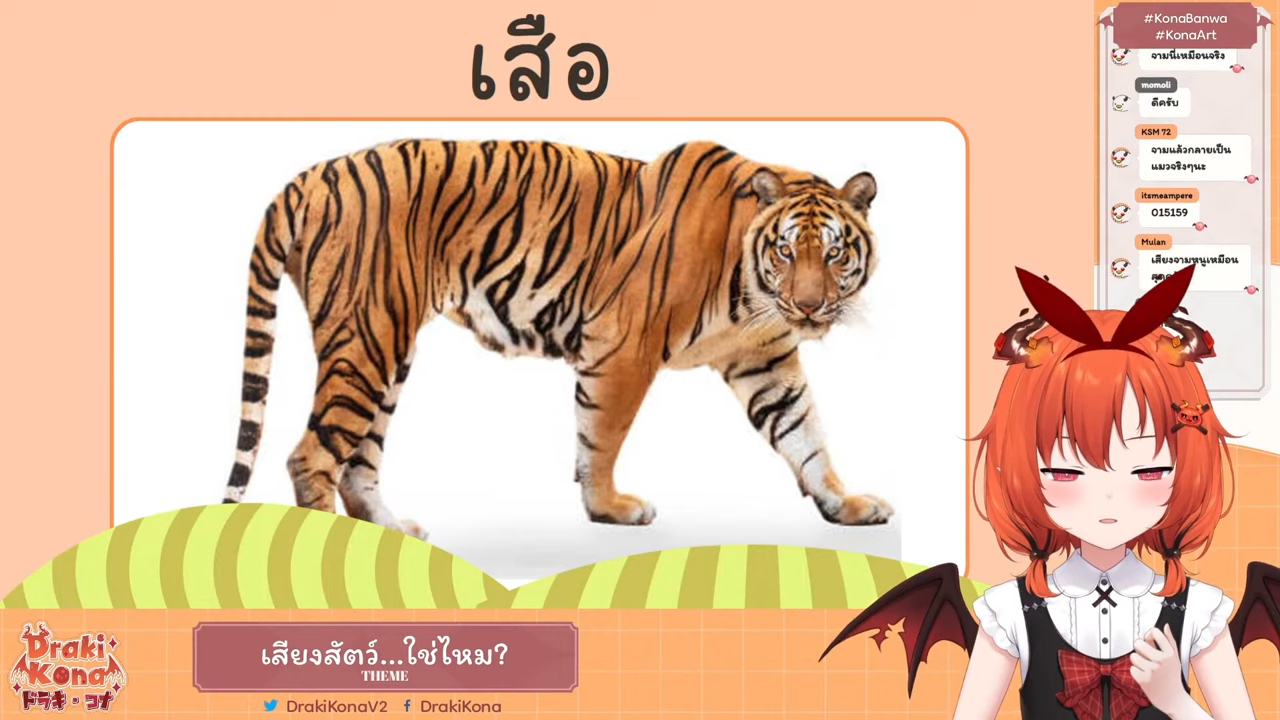 เสือ
#KonaBanwa
#KonaArt
จามนี่เหมือนจริง
momoli
ดีครับ
KSM 72
จามแล้วกลายเป็น
แมวจริงๆนะ
itsmeampere
015159
Mulan
เสียงจามหนูเหมือน
Draki
Kona
ドラキ・コナ
เสียงสัตว์...ใช่ไหม?
THEME
DrakiKonaV2
DrakiKona